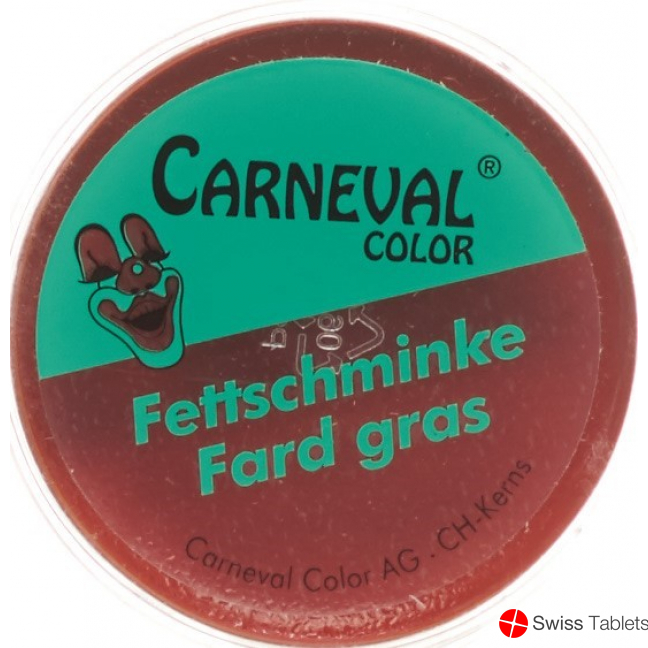 CARNEVAL ®
COLOR
Fettschminke
Fard gras
Carneval Color AG . CH-Kerns
Swiss Tablets